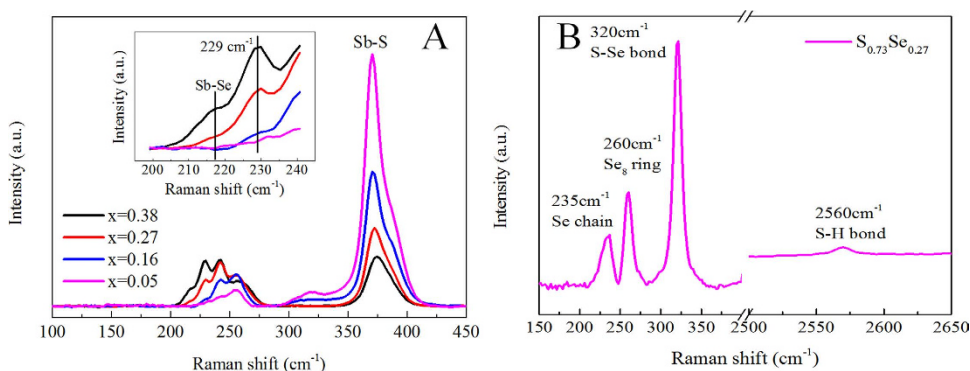 A
Sb-S
229 cm-1
Sb-Se
Intensity (a.u.)
200 210 220 230 240
Raman shift (cm-1)
x=0.38
x=0.27
x=0.16
x=0.05
Intensity (a.u.)
100 150 200 250 300 350 400 450
Raman shift (cm-1)
B
320cm-1
S-Se bond
S0.73Se0.27
260cm-1
Se8 ring
235cm-1
Se chain
2560cm-1
S-H bond
Intensity (a.u.)
150 200 250 300 350 2550 2600 2650
Raman shift (cm-1)